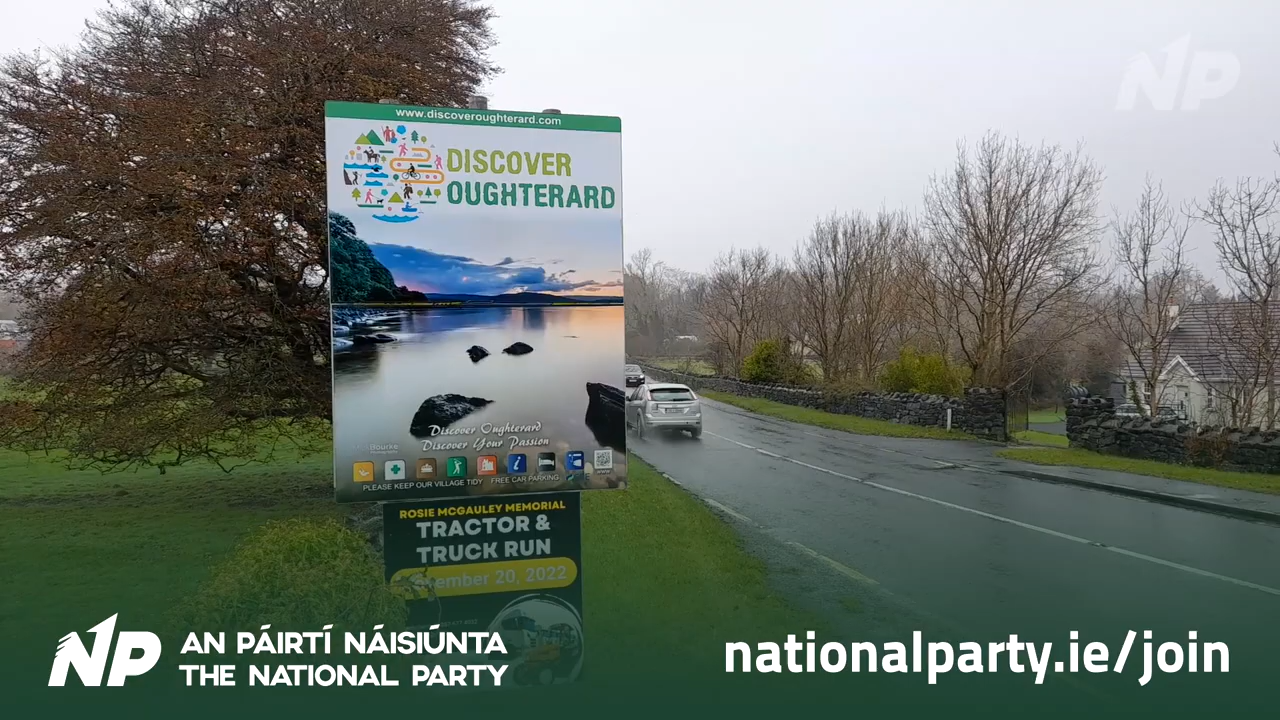 NP
www.discoveroughterard.com
DISCOVER
OUGHTERARD
Discover Oughterard
Discover Your Passion
Bourke
PLEASE KEEP OUR VILLAGE TIDY FREE CAR PARKING
ROSIE MCGAULEY MEMORIAL
TRACTOR &
TRUCK RUN
20, 2022
NP
AN PÁIRTÍ NÁISIÚNTA
THE NATIONAL PARTY
nationalparty.ie/join